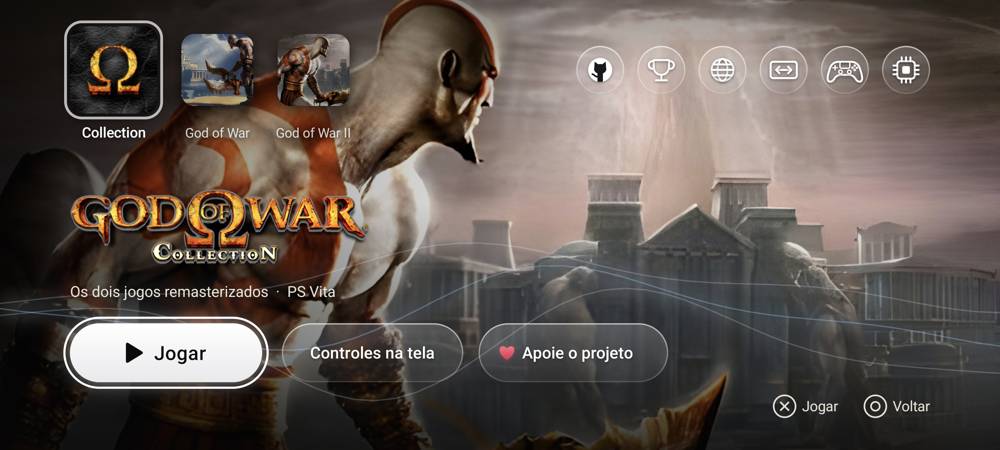 Collection
God of War
God of War II
GOD OF WAR
COLLECTION
Os dois jogos remasterizados · PS Vita
Jogar
Controles na tela
Apoie o projeto
Jogar
Voltar